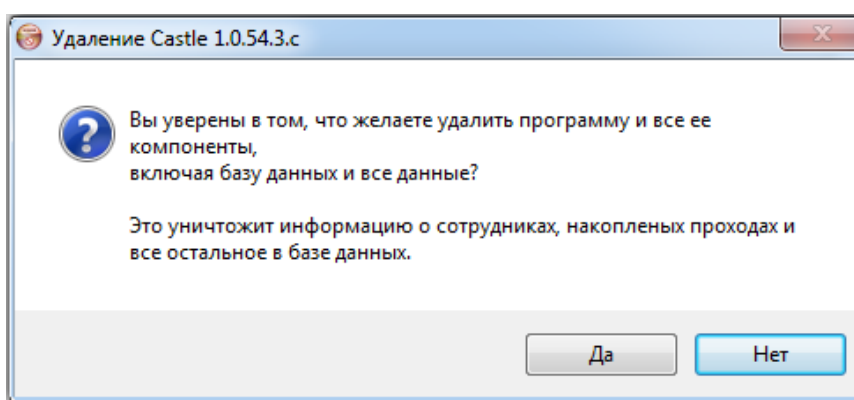 Удаление Castle 1.0.54.3.c
Вы уверены в том, что желаете удалить программу и все ее
компоненты,
включая базу данных и все данные?
Это уничтожит информацию о сотрудниках, накопленых проходах и
все остальное в базе данных.
Да
Нет